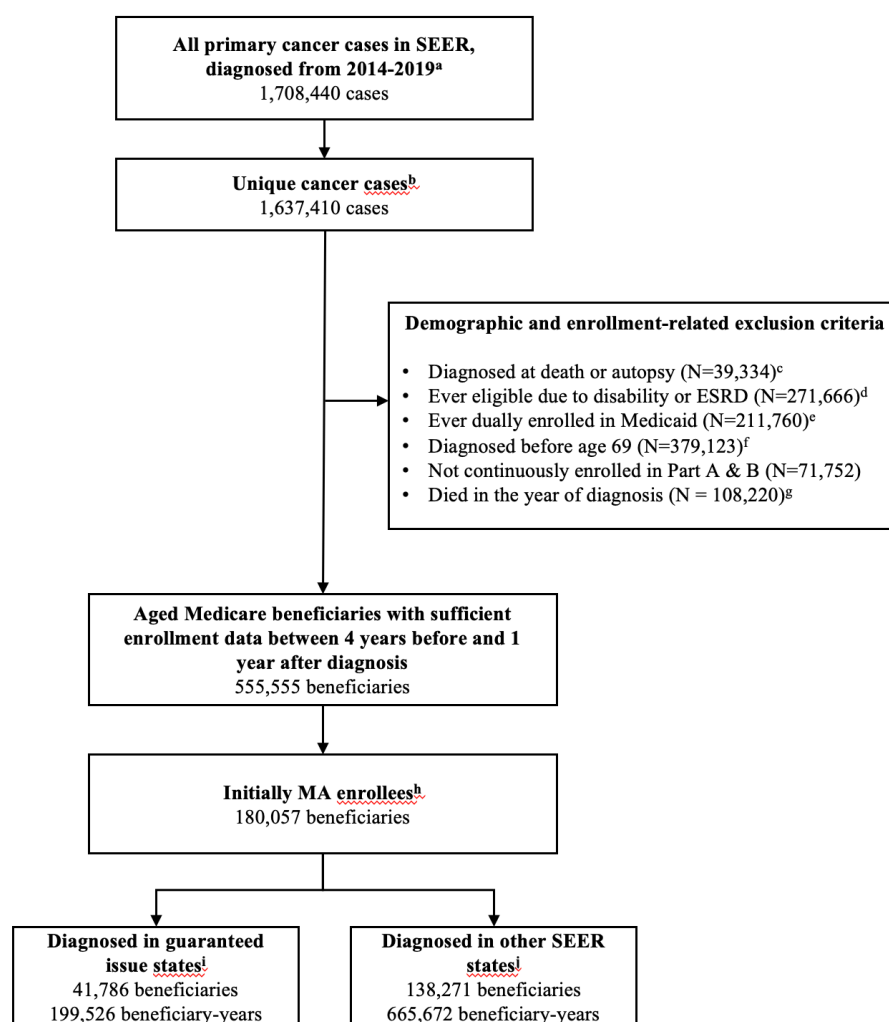 All primary cancer cases in SEER,
diagnosed from 2014-2019ᵃ
1,708,440 cases
Unique cancer casesᵇ
1,637,410 cases
Demographic and enrollment-related exclusion criteria
• Diagnosed at death or autopsy (N=39,334)ᶜ
• Ever eligible due to disability or ESRD (N=271,666)ᵈ
• Ever dually enrolled in Medicaid (N=211,760)ᵉ
• Diagnosed before age 69 (N=379,123)ᶠ
• Not continuously enrolled in Part A & B (N=71,752)
• Died in the year of diagnosis (N = 108,220)ᵍ
Aged Medicare beneficiaries with sufficient
enrollment data between 4 years before and 1
year after diagnosis
555,555 beneficiaries
Initially MA enrolleesʰ
180,057 beneficiaries
Diagnosed in guaranteed
issue statesⁱ
41,786 beneficiaries
199,526 beneficiary-years
Diagnosed in other SEER
statesʲ
138,271 beneficiaries
665,672 beneficiary-years